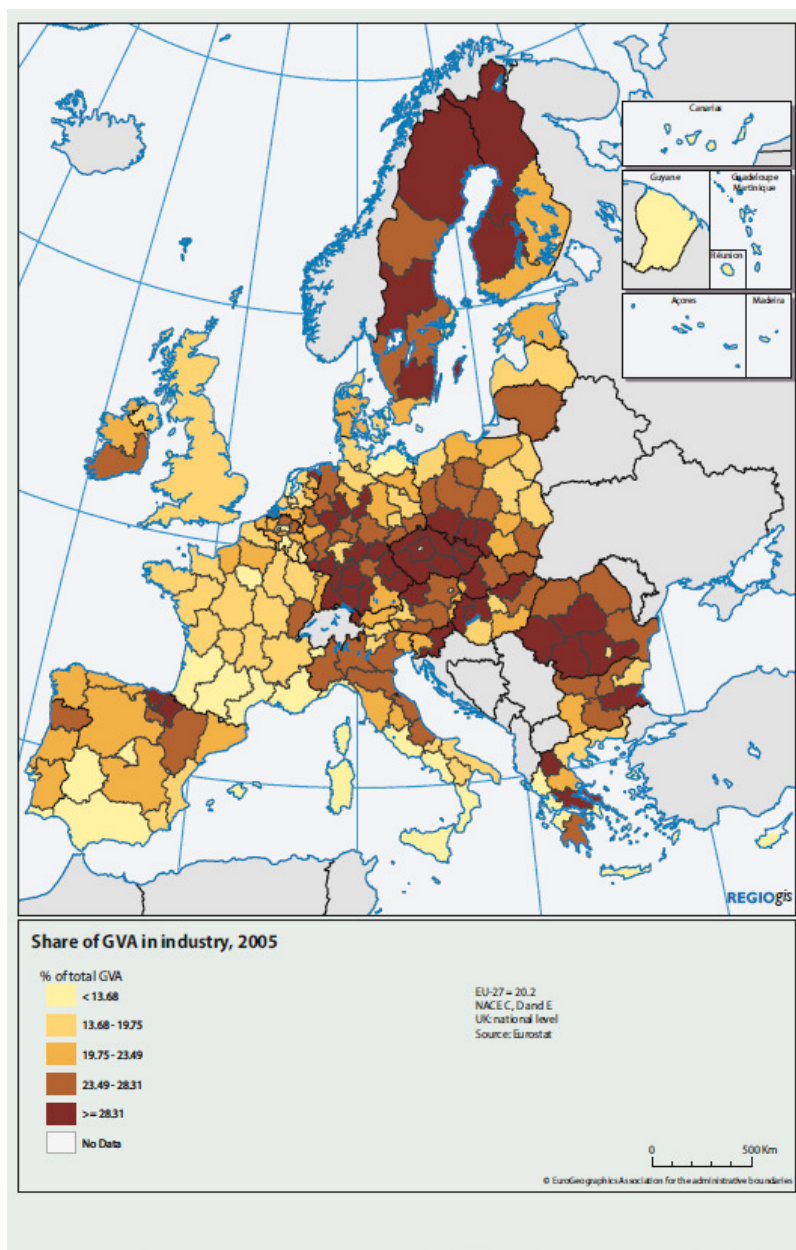 Canarias
Guyane
Guadeloupe
Martinique
Réunion
Açores
Madeira
REGIOgis
Share of GVA in industry, 2005
% of total GVA
< 13.68
13.68 - 19.75
19.75 - 23.49
23.49 - 28.31
>= 28.31
No Data
EU-27 = 20.2
NACE C, D and E
UK: national level
Source: Eurostat
0 500 Km
© EuroGeographics Association for the administrative boundaries